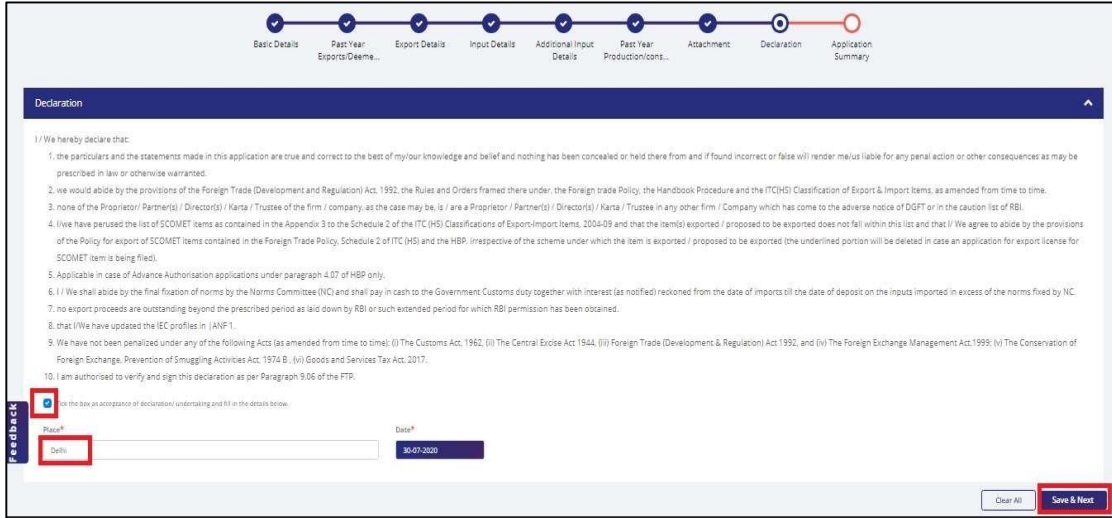 Basic Details
Past Year
Exports/Deeme...
Export Details
Input Details
Additional Input
Details
Past Year
Production/cons...
Attachment
Declaration
Application
Summary
Declaration
I / We hereby declare that:
1. the particulars and the statements made in this application are true and correct to the best of my/our knowledge and belief and nothing has been concealed or held there from and if found incorrect or false will render me/us liable for any penal action or other consequences as may be
prescribed in law or otherwise warranted.
2. we would abide by the provisions of the Foreign Trade (Development and Regulation) Act, 1992, the Rules and Orders framed there under, the Foreign trade Policy, the Handbook Procedure and the ITC(HS) Classification of Export & Import Items, as amended from time to time.
3. none of the Proprietor/ Partner(s) / Director(s) / Karta / Trustee of the firm / company, as the case may be, is / are a Proprietor / Partner(s) / Director(s) / Karta / Trustee in any other firm / Company which has come to the adverse notice of DGFT or in the caution list of RBI.
4. I/we have perused the list of SCOMET items as contained in the Appendix 3 to the Schedule 2 of the ITC (HS) Classifications of Export-Import Items, 2004-09 and that the item(s) exported / proposed to be exported does not fall within this list and that I/ We agree to abide by the provisions
of the Policy for export of SCOMET items contained in the Foreign Trade Policy, Schedule 2 of ITC (HS) and the HBP, irrespective of the scheme under which the item is exported / proposed to be exported (the underlined portion will be deleted in case an application for export license for
SCOMET item is being filed).
5. Applicable in case of Advance Authorisation applications under paragraph 4.07 of HBP only.
6. I / We shall abide by the final fixation of norms by the Norms Committee (NC) and shall pay in cash to the Government Customs duty together with interest (as notified) reckoned from the date of imports till the date of deposit on the inputs imported in excess of the norms fixed by NC.
7. no export proceeds are outstanding beyond the prescribed period as laid down by RBI or such extended period for which RBI permission has been obtained.
8. that I/We have updated the IEC profiles in |ANF 1.
9. We have not been penalized under any of the following Acts (as amended from time to time): (i) The Customs Act, 1962, (ii) The Central Excise Act 1944, (iii) Foreign Trade (Development & Regulation) Act 1992, and (iv) The Foreign Exchange Management Act,1999; (v) The Conservation of
Foreign Exchange, Prevention of Smuggling Activities Act, 1974 B , (vi) Goods and Services Tax Act, 2017.
10. I am authorised to verify and sign this declaration as per Paragraph 9.06 of the FTP.
Tick the box as acceptance of declaration/ undertaking and fill in the details below.
Feedback
Place*
Date*
Delhi
30-07-2020
Clear All
Save & Next